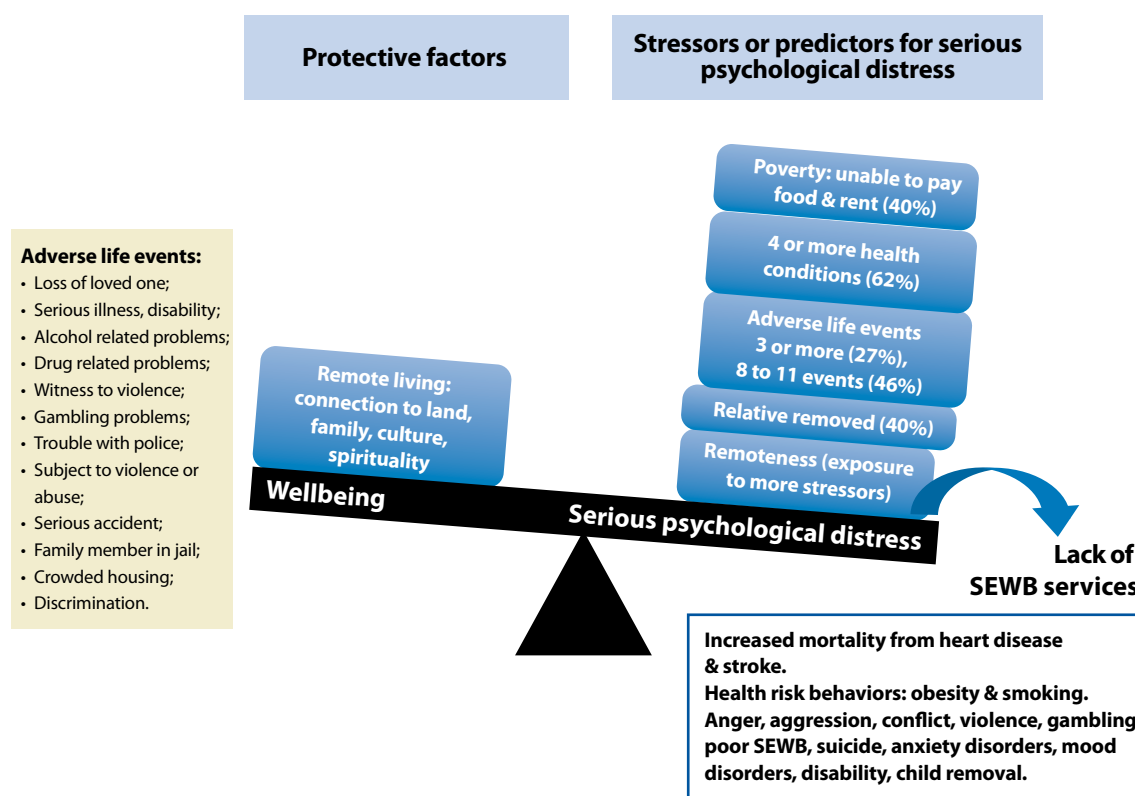 Protective factors
Stressors or predictors for serious
psychological distress
Adverse life events:
• Loss of loved one;
• Serious illness, disability;
• Alcohol related problems;
• Drug related problems;
• Witness to violence;
• Gambling problems;
• Trouble with police;
• Subject to violence or
abuse;
• Serious accident;
• Family member in jail;
• Crowded housing;
• Discrimination.
Remote living:
connection to land,
family, culture,
spirituality
Wellbeing
Poverty: unable to pay
food & rent (40%)
4 or more health
conditions (62%)
Adverse life events
3 or more (27%),
8 to 11 events (46%)
Relative removed (40%)
Remoteness (exposure
to more stressors)
Serious psychological distress
Lack of
SEWB services
Increased mortality from heart disease
& stroke.
Health risk behaviors: obesity & smoking.
Anger, aggression, conflict, violence, gambling
poor SEWB, suicide, anxiety disorders, mood
disorders, disability, child removal.